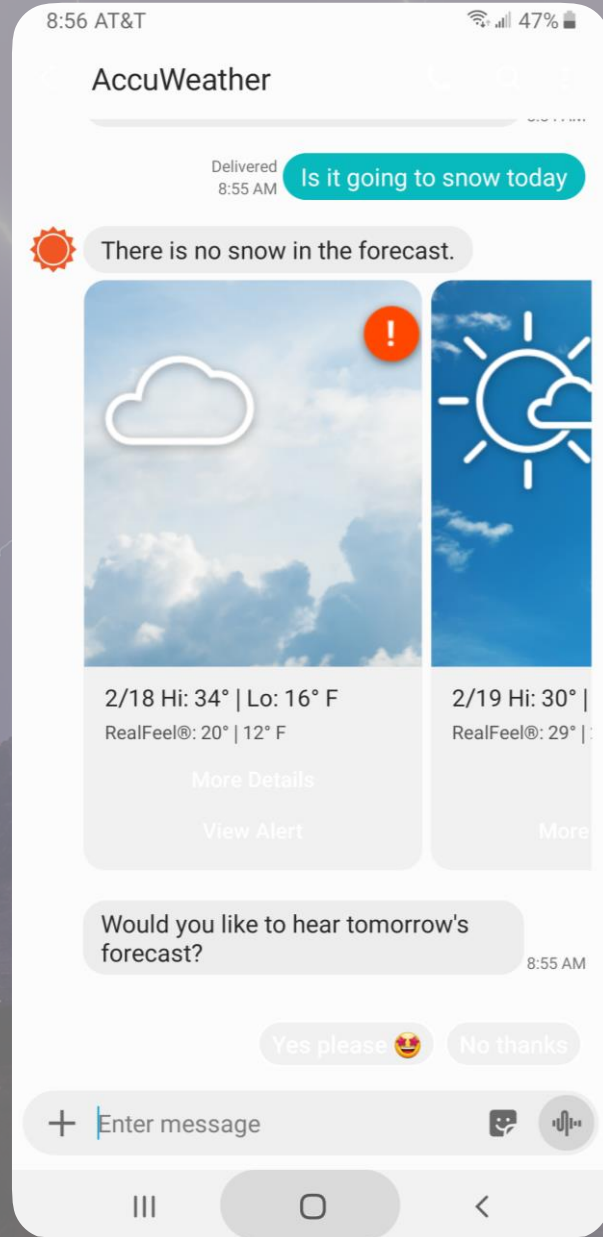 8:56 AT&T
47%
AccuWeather
Delivered
8:55 AM
Is it going to snow today
There is no snow in the forecast.
!
2/18 Hi: 34° | Lo: 16° F
RealFeel®: 20° | 12° F
More Details
View Alert
2/19 Hi: 30° |
RealFeel®: 29° |
More
Would you like to hear tomorrow's
forecast?
8:55 AM
Yes please 🤩
No thanks
Enter message